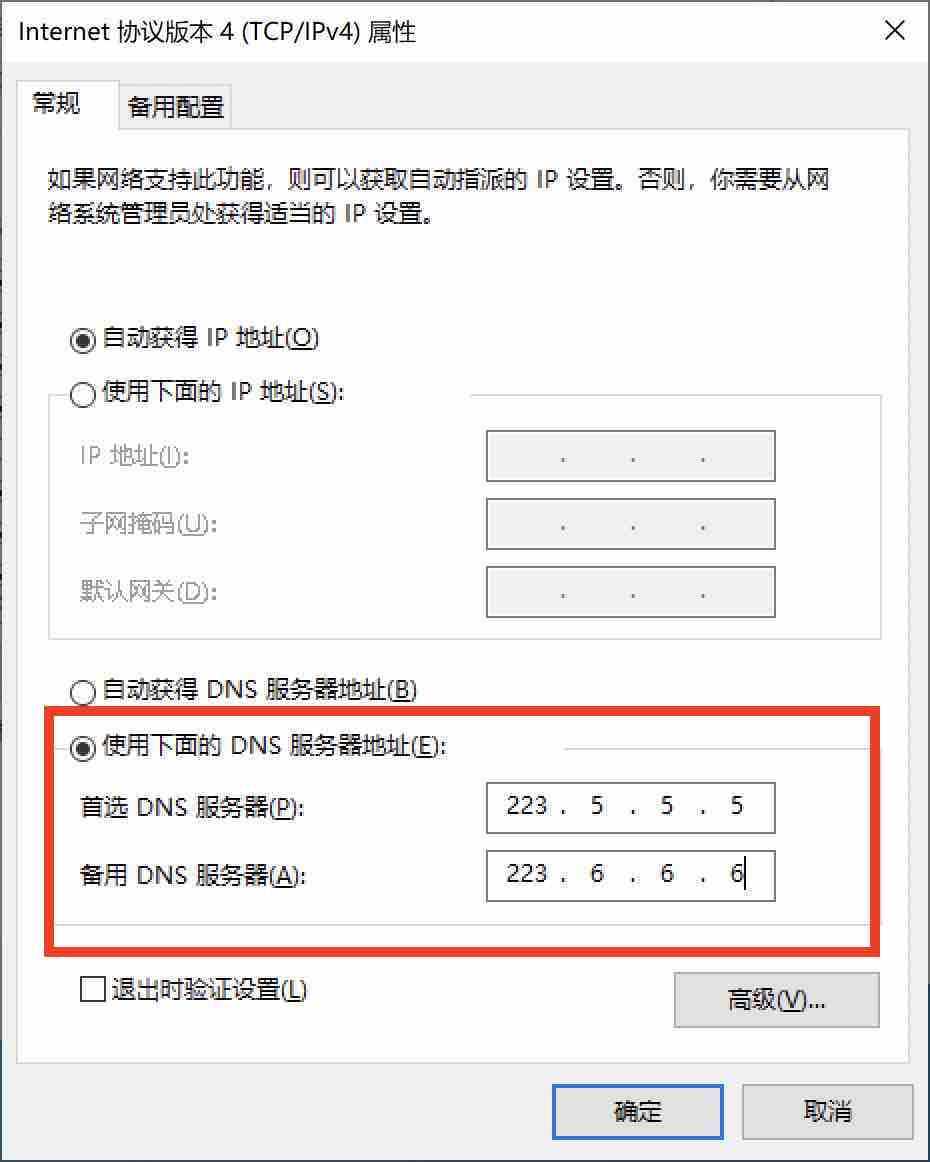 Internet 协议版本 4 (TCP/IPv4) 属性
常规
备用配置
如果网络支持此功能，则可以获取自动指派的 IP 设置。否则，你需要从网
络系统管理员处获得适当的 IP 设置。
自动获得 IP 地址(O)
使用下面的 IP 地址(S):
IP 地址(I):
. . .
子网掩码(U):
. . .
默认网关(D):
. . .
自动获得 DNS 服务器地址(B)
使用下面的 DNS 服务器地址(E):
首选 DNS 服务器(P):
223 . 5 . 5 . 5
备用 DNS 服务器(A):
223 . 6 . 6 . 6
退出时验证设置(L)
高级(V)...
确定
取消